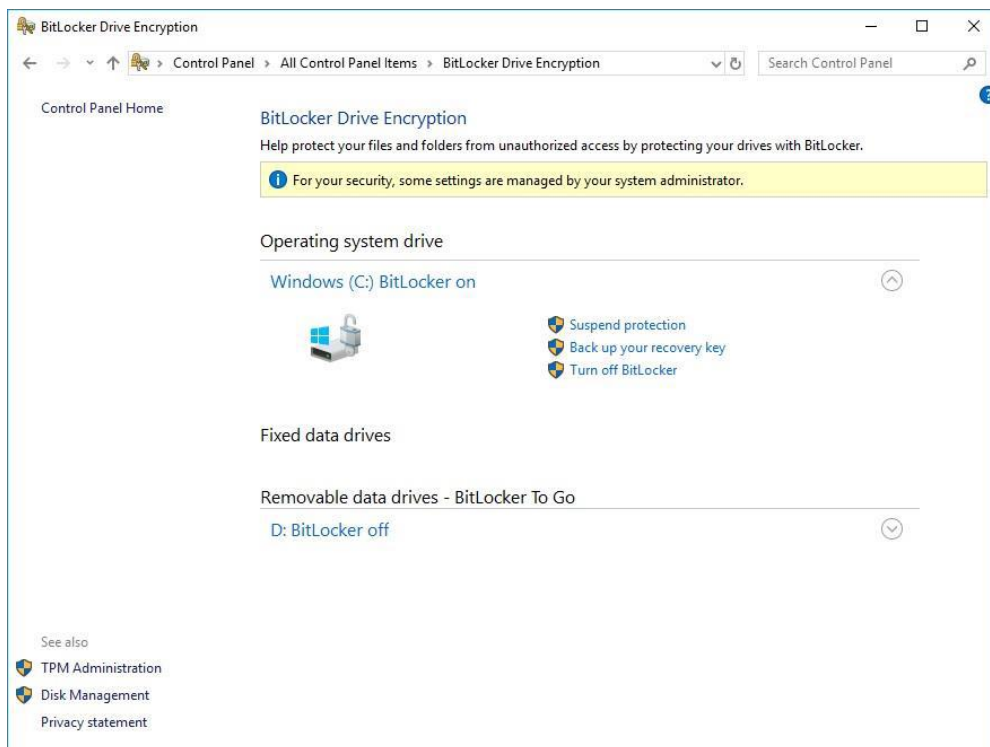 BitLocker Drive Encryption
Control Panel > All Control Panel Items > BitLocker Drive Encryption
Search Control Panel
Control Panel Home
BitLocker Drive Encryption
Help protect your files and folders from unauthorized access by protecting your drives with BitLocker.
For your security, some settings are managed by your system administrator.
Operating system drive
Windows (C:) BitLocker on
Suspend protection
Back up your recovery key
Turn off BitLocker
Fixed data drives
Removable data drives - BitLocker To Go
D: BitLocker off
See also
TPM Administration
Disk Management
Privacy statement